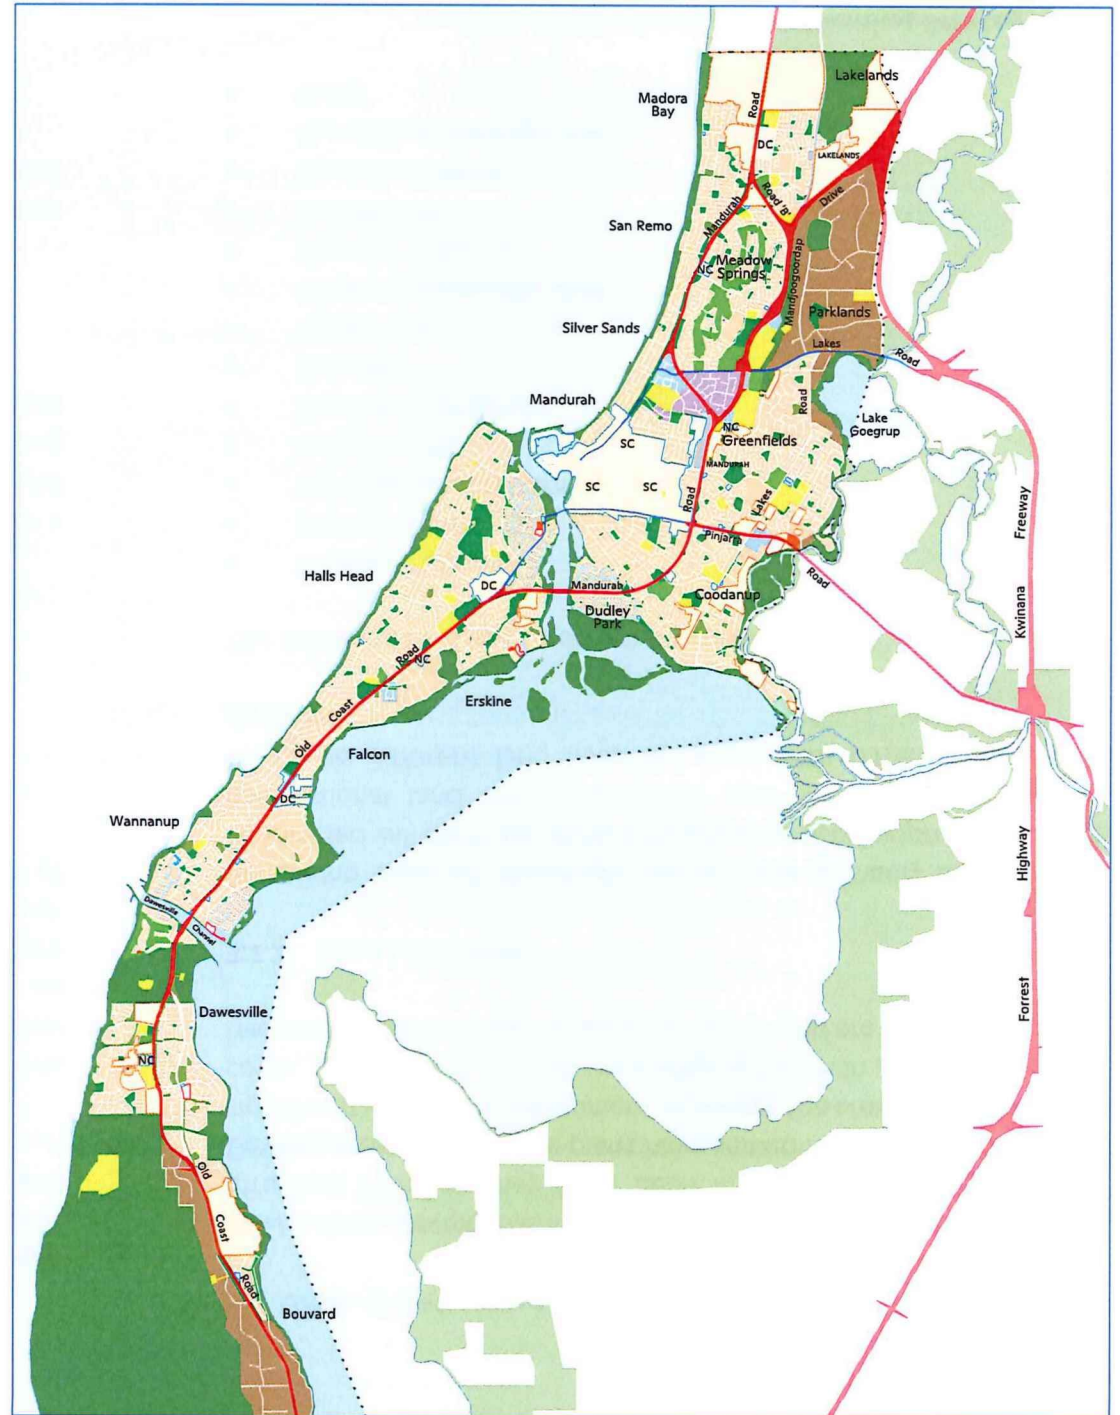 Lakelands
Madora
Bay
Road
DC
LAKELANDS
Road 'B'
Drive
Mandurah
San Remo
NC
Meadow
Springs
Mandjoogoordap
Parklands
Silver Sands
Lakes
Road
Mandurah
Road
Lake
Goegrup
NC
Greenfields
SC
MANDURAH
SC
SC
Road
Lakes
Freeway
Pinjarra
Road
Halls Head
DC
Mandurah
Coodanup
Dudley
Park
Kwinana
Road
NC
Erskine
Coast
Old
Falcon
DC
Wannanup
Highway
Dawesville
Channel
Dawesville
Forrest
NC
Old
Coast
Road
Bouvard